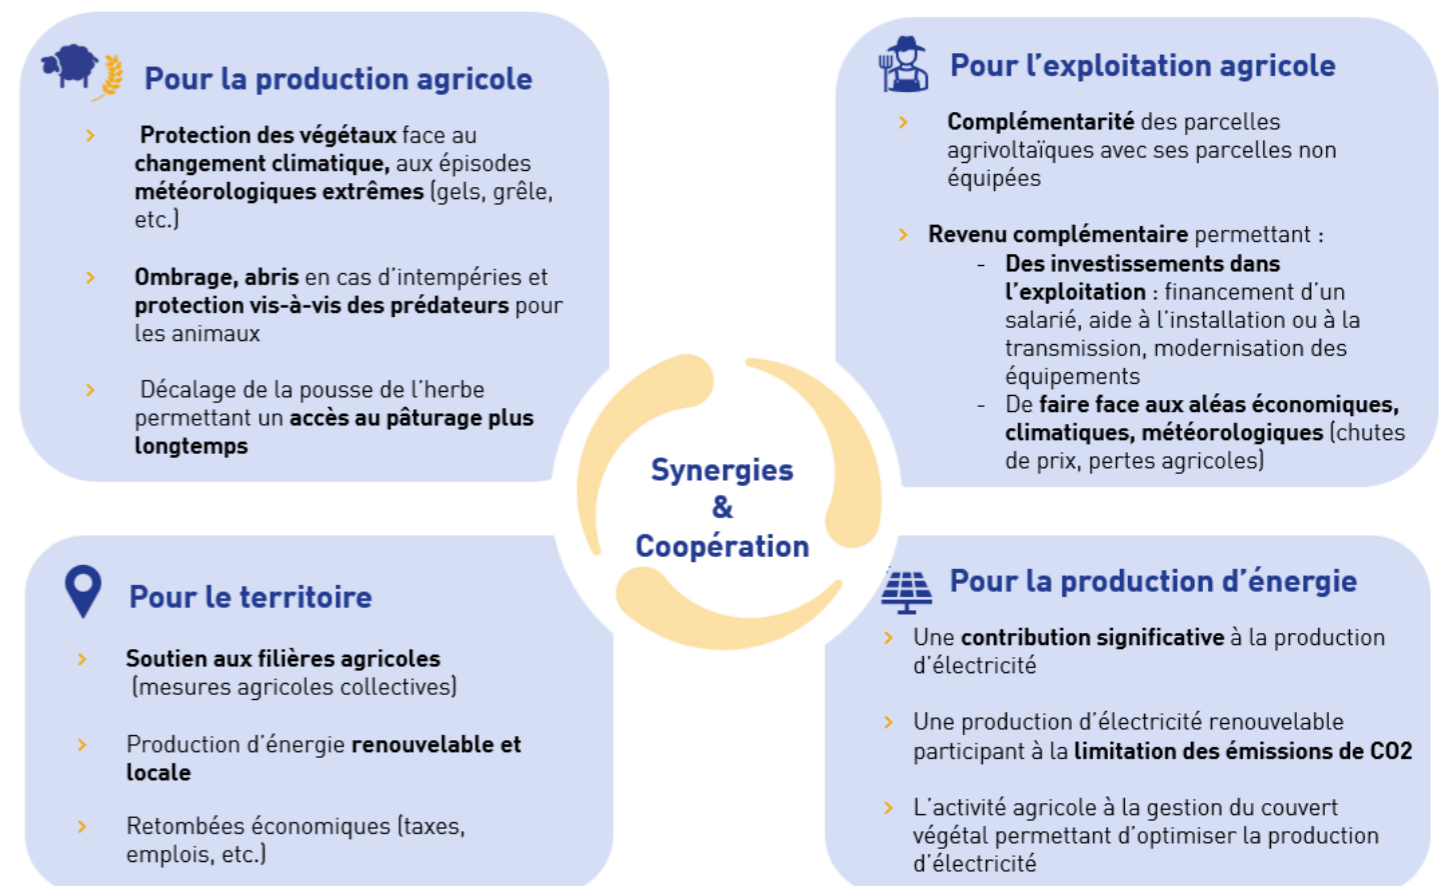 Pour la production agricole
Protection des végétaux face au
changement climatique, aux épisodes
météorologiques extrêmes (gels, grêle,
etc.)
Ombrage, abris en cas d'intempéries et
protection vis-à-vis des prédateurs pour
les animaux
Décalage de la pousse de l'herbe
permettant un accès au pâturage plus
longtemps
Pour l'exploitation agricole
Complémentarité des parcelles
agrivoltaïques avec ses parcelles non
équipées
Revenu complémentaire permettant :
- Des investissements dans
l'exploitation : financement d'un
salarié, aide à l'installation ou à la
transmission, modernisation des
équipements
- De faire face aux aléas économiques,
climatiques, météorologiques (chutes
de prix, pertes agricoles)
Synergies
&
Coopération
Pour le territoire
Soutien aux filières agricoles
(mesures agricoles collectives)
Production d'énergie renouvelable et
locale
Retombées économiques (taxes,
emplois, etc.)
Pour la production d'énergie
Une contribution significative à la production
d'électricité
Une production d'électricité renouvelable
participant à la limitation des émissions de CO2
L'activité agricole à la gestion du couvert
végétal permettant d'optimiser la production
d'électricité